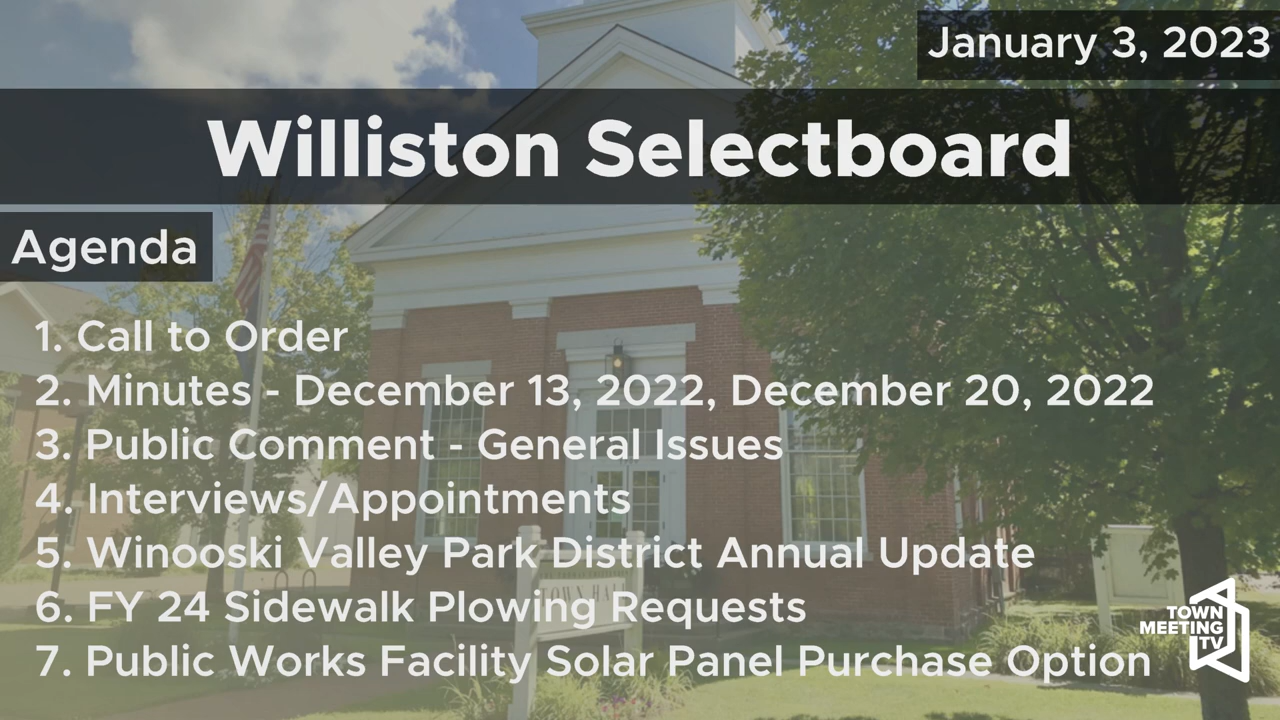 January 3, 2023
Williston Selectboard
Agenda
1. Call to Order
2. Minutes - December 13, 2022, December 20, 2022
3. Public Comment - General Issues
4. Interviews/Appointments
5. Winooski Valley Park District Annual Update
6. FY 24 Sidewalk Plowing Requests
7. Public Works Facility Solar Panel Purchase Option
TOWN HALL
TOWN
MEETING
TV